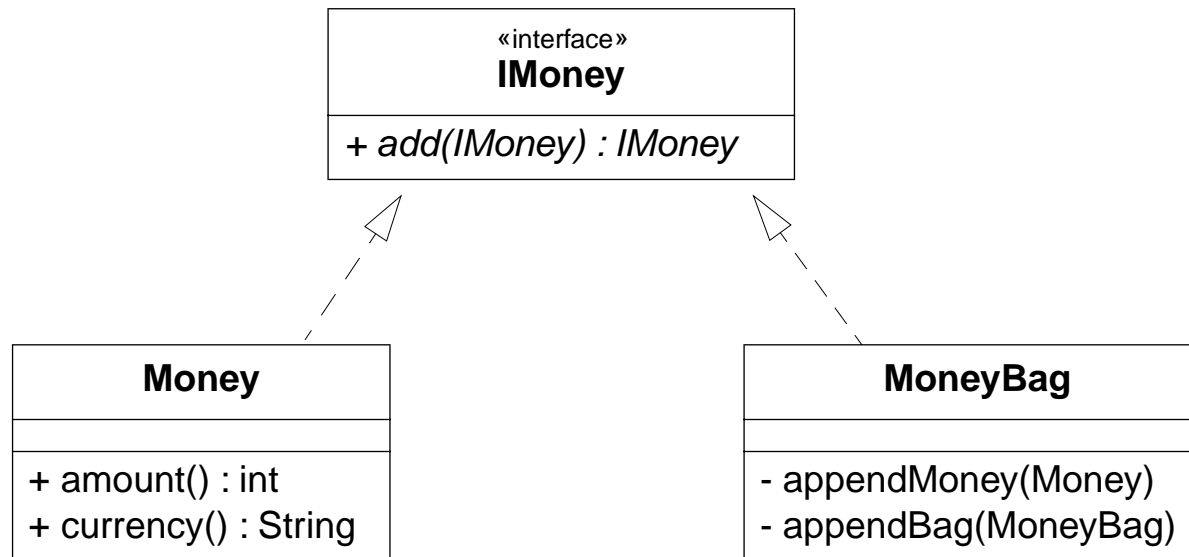 «interface»
IMoney
+ add(IMoney) : IMoney
Money
MoneyBag
+ amount() : int
+ currency() : String
- appendMoney(Money)
- appendBag(MoneyBag)